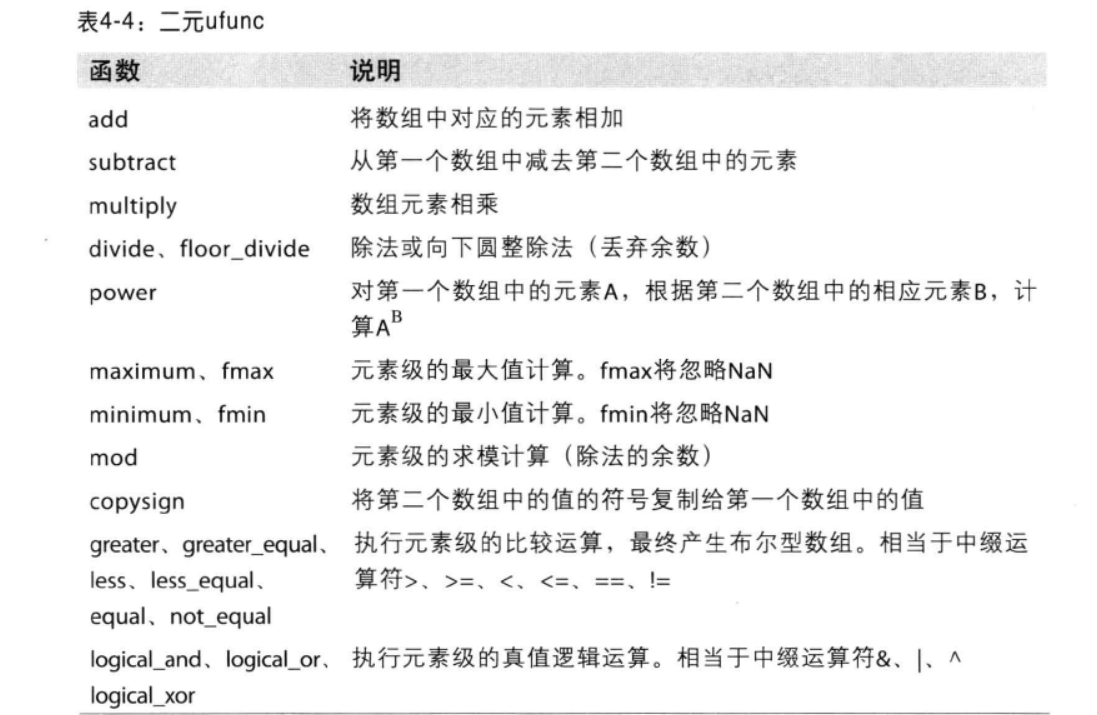 表4-4：二元ufunc
函数 说明
add 将数组中对应的元素相加
subtract 从第一个数组中减去第二个数组中的元素
multiply 数组元素相乘
divide、floor_divide 除法或向下圆整除法（丢弃余数）
power 对第一个数组中的元素A，根据第二个数组中的相应元素B，计
算A^B
maximum、fmax 元素级的最大值计算。fmax将忽略NaN
minimum、fmin 元素级的最小值计算。fmin将忽略NaN
mod 元素级的求模计算（除法的余数）
copysign 将第二个数组中的值的符号复制给第一个数组中的值
greater、greater_equal、 执行元素级的比较运算，最终产生布尔型数组。相当于中缀运
less、less_equal、 算符>、>=、<、<=、==、!=
equal、not_equal
logical_and、logical_or、 执行元素级的真值逻辑运算。相当于中缀运算符&、|、^
logical_xor